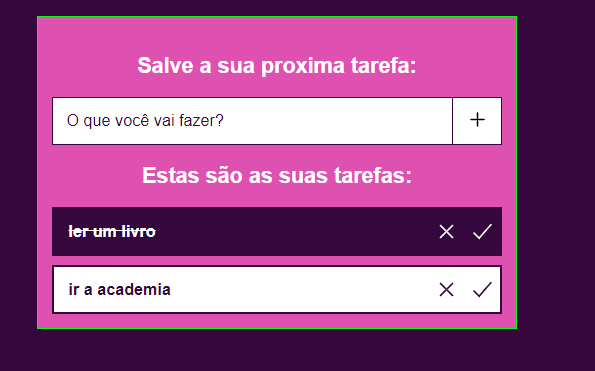 Salve a sua proxima tarefa:
O que você vai fazer?
Estas são as suas tarefas:
ler um livro
ir a academia